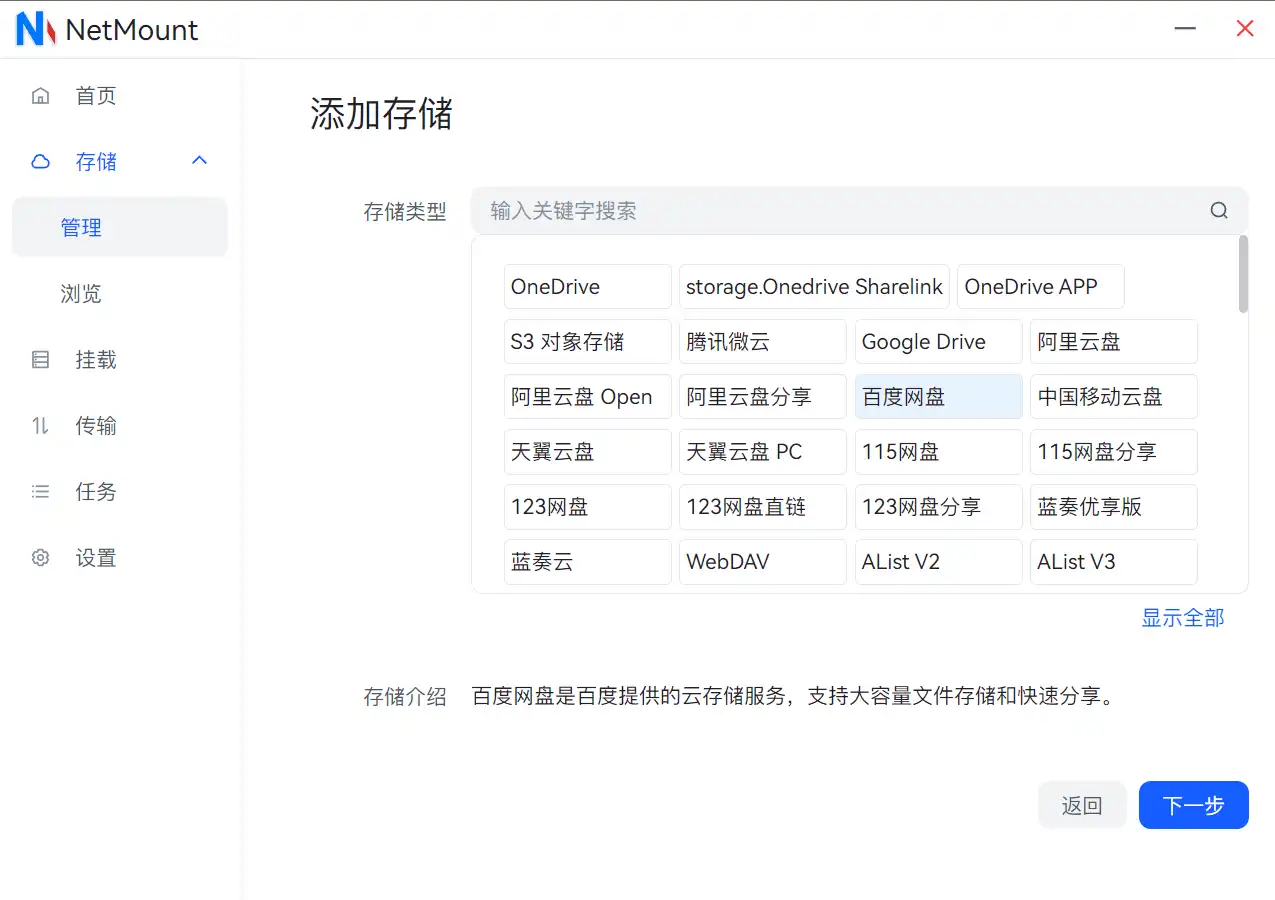 NetMount
首页
存储
管理
浏览
挂载
传输
任务
设置
添加存储
存储类型
输入关键字搜索
OneDrive storage.Onedrive Sharelink OneDrive APP
S3 对象存储 腾讯微云 Google Drive 阿里云盘
阿里云盘 Open 阿里云盘分享 百度网盘 中国移动云盘
天翼云盘 天翼云盘 PC 115网盘 115网盘分享
123网盘 123网盘直链 123网盘分享 蓝奏优享版
蓝奏云 WebDAV AList V2 AList V3
显示全部
存储介绍 百度网盘是百度提供的云存储服务，支持大容量文件存储和快速分享。
返回 下一步